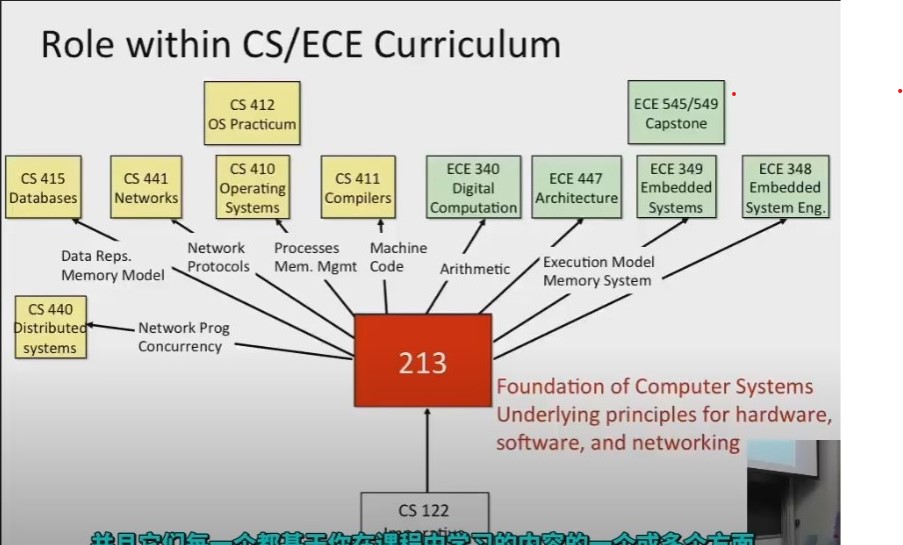 Role within CS/ECE Curriculum
CS 412
OS Practicum
ECE 545/549
Capstone
CS 415
Databases
CS 441
Networks
CS 410
Operating
Systems
CS 411
Compilers
ECE 340
Digital
Computation
ECE 447
Architecture
ECE 349
Embedded
Systems
ECE 348
Embedded
System Eng.
Data Reps.
Memory Model
Network
Protocols
Processes
Mem. Mgmt
Machine
Code
Arithmetic
Execution Model
Memory System
CS 440
Distributed
systems
Network Prog
Concurrency
213
Foundation of Computer Systems
Underlying principles for hardware,
software, and networking
CS 122
Imperative
并且它们每一个都基于你在课程中学习的内容的一个或多个方面